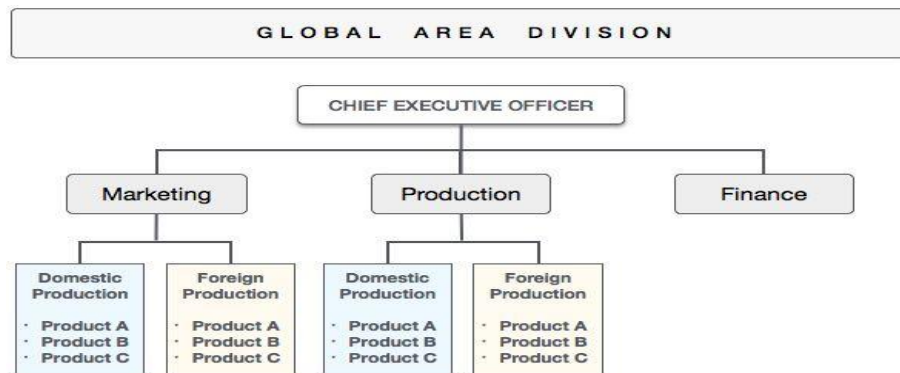 GLOBAL AREA DIVISION
CHIEF EXECUTIVE OFFICER
Marketing
Production
Finance
Domestic
Production
· Product A
· Product B
· Product C
Foreign
Production
· Product A
· Product B
· Product C
Domestic
Production
· Product A
· Product B
· Product C
Foreign
Production
· Product A
· Product B
· Product C